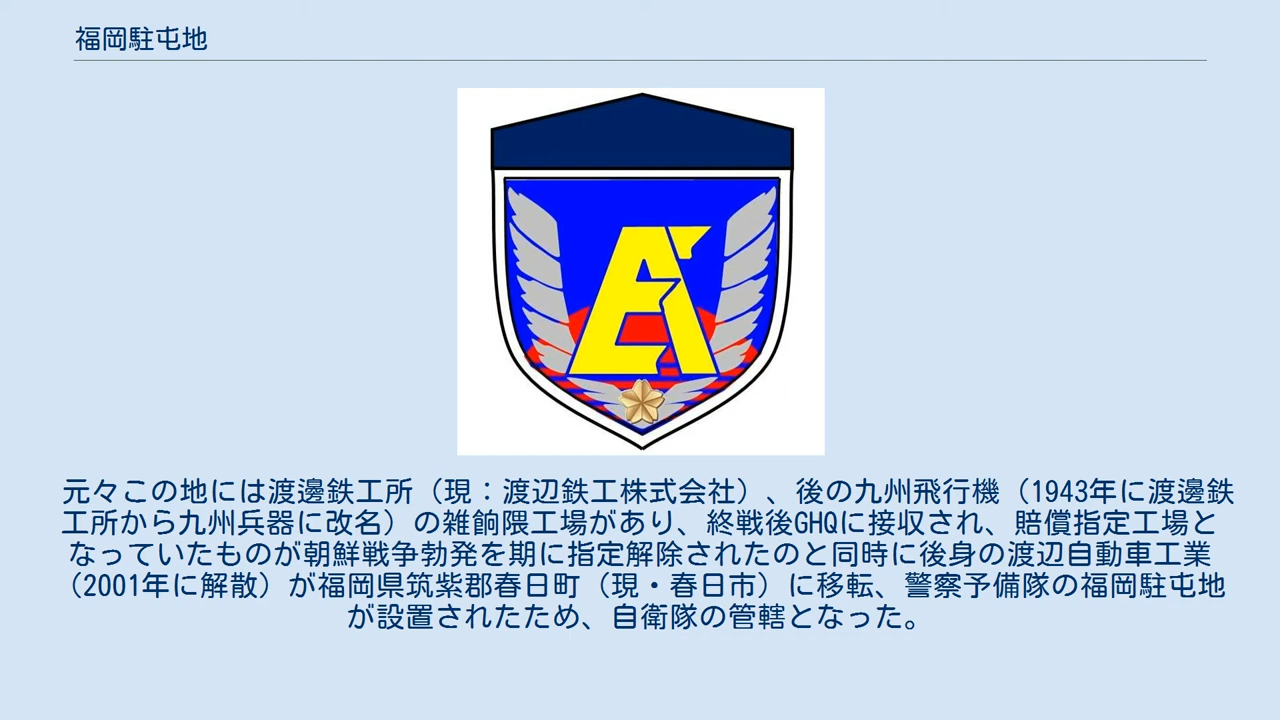 福岡駐屯地
元々この地には渡邊鉄工所（現：渡辺鉄工株式会社）、後の九州飛行機（1943年に渡邊鉄
工所から九州兵器に改名）の雑餉隈工場があり、終戦後GHQに接収され、賠償指定工場と
なっていたものが朝鮮戦争勃発を期に指定解除されたのと同時に後身の渡辺自動車工業
（2001年に解散）が福岡県筑紫郡春日町（現・春日市）に移転、警察予備隊の福岡駐屯地
が設置されたため、自衛隊の管轄となった。